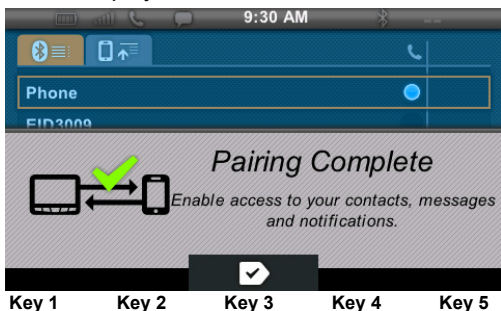 9:30 AM
--
Phone
EID3009
Pairing Complete
Enable access to your contacts, messages
and notifications.
Key 1 Key 2 Key 3 Key 4 Key 5